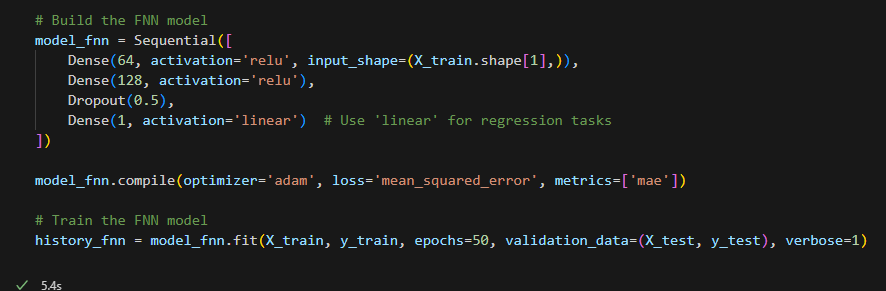 # Build the FNN model
model_fnn = Sequential([
    Dense(64, activation='relu', input_shape=(X_train.shape[1],)),
    Dense(128, activation='relu'),
    Dropout(0.5),
    Dense(1, activation='linear')  # Use 'linear' for regression tasks
])
model_fnn.compile(optimizer='adam', loss='mean_squared_error', metrics=['mae'])
# Train the FNN model
history_fnn = model_fnn.fit(X_train, y_train, epochs=50, validation_data=(X_test, y_test), verbose=1)
✓ 5.4s